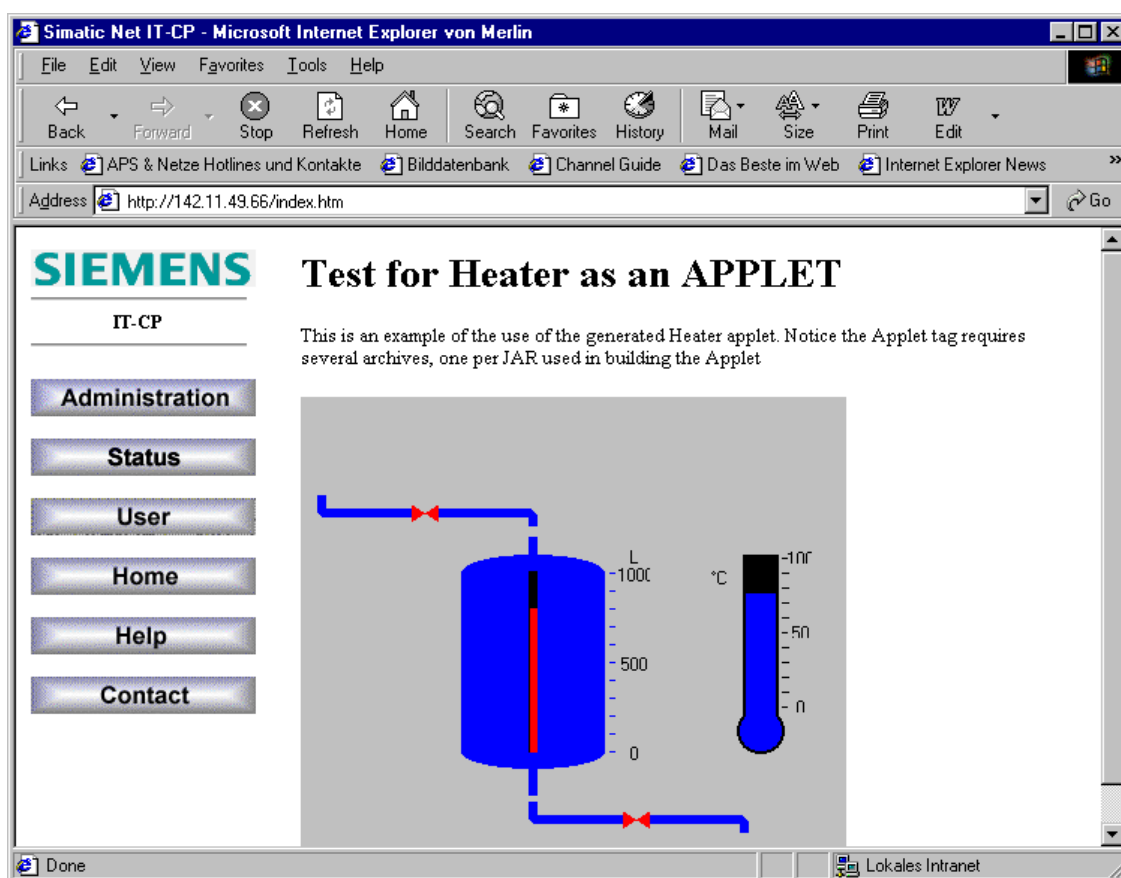 Simatic Net IT-CP - Microsoft Internet Explorer von Merlin
File Edit View Favorites Tools Help
Back Forward Stop Refresh Home Search Favorites History Mail Size Print Edit
Links APS & Netze Hotlines und Kontakte Bilddatenbank Channel Guide Das Beste im Web Internet Explorer News »
Address http://142.11.49.66/index.htm Go
SIEMENS
IT-CP
Administration
Status
User
Home
Help
Contact
Test for Heater as an APPLET
This is an example of the use of the generated Heater applet. Notice the Applet tag requires
several archives, one per JAR used in building the Applet
L
1000
500
0
°C
100
50
0
Done Lokales Intranet